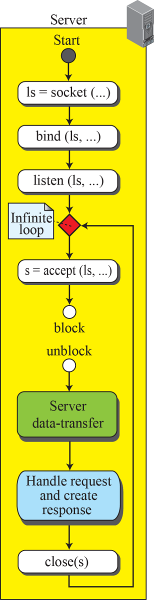 Server
Start
ls = socket (...)
bind (ls, ...)
listen (ls, ...)
Infinite
loop
...
s = accept (ls, ...)
block
unblock
Server
data-transfer
Handle request
and create
response
close(s)